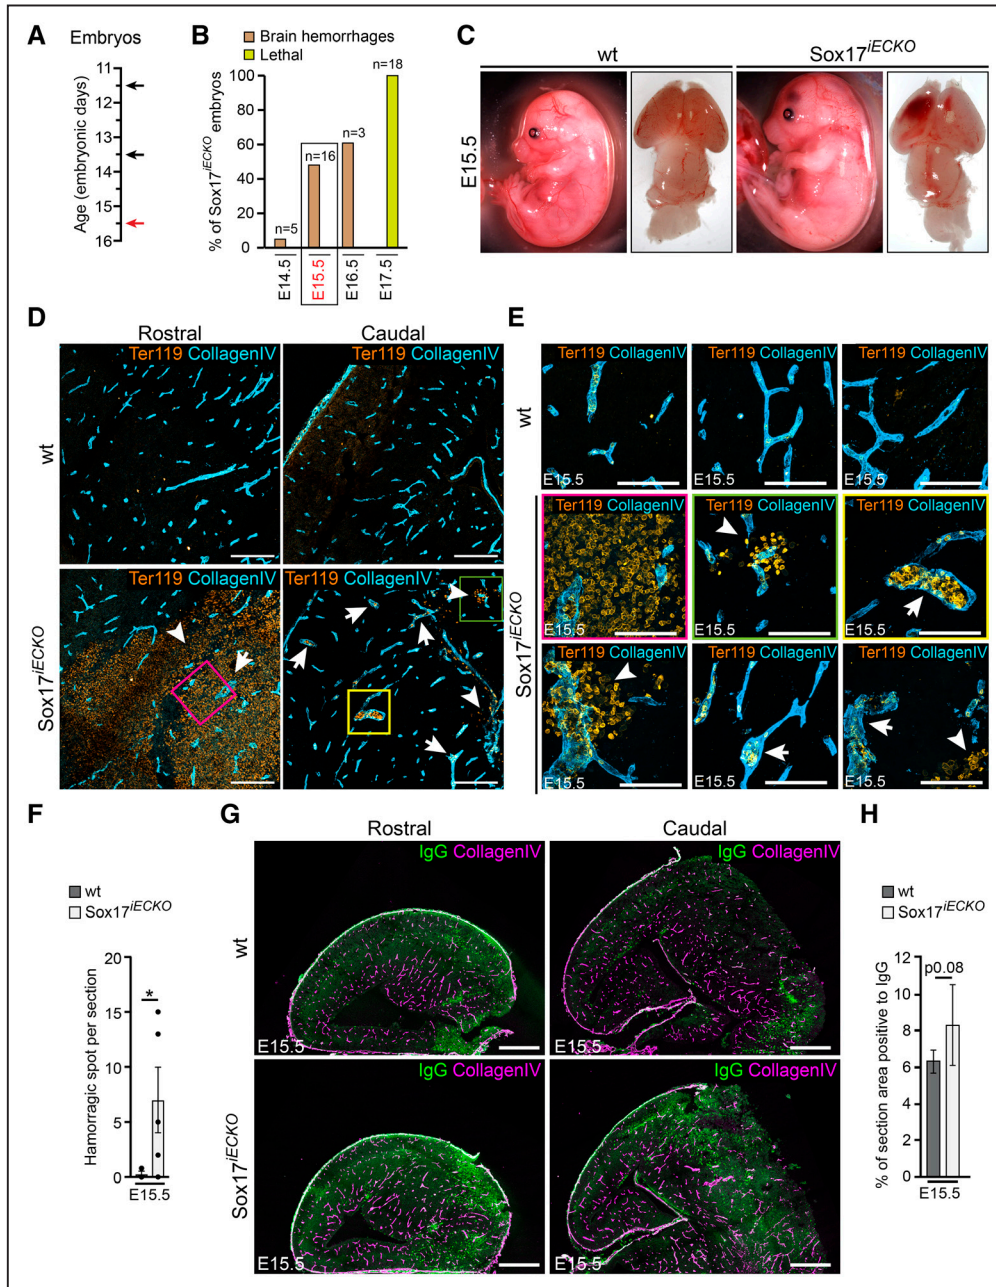 A Embryos
11
12
13
14
15
16
Age (embryonic days)
B
Brain hemorrhages
Lethal
100
80
60
40
20
0
% of Sox17iECKO embryos
n=5
n=16
n=3
n=18
E14.5
E15.5
E16.5
E17.5
C
wt
Sox17iECKO
E15.5
D
Rostral Caudal
wt
Ter119 CollagenIV
Ter119 CollagenIV
Sox17iECKO
Ter119 CollagenIV
Ter119 CollagenIV
E
wt
Ter119 CollagenIV
E15.5
Ter119 CollagenIV
E15.5
Ter119 CollagenIV
E15.5
Sox17iECKO
Ter119 CollagenIV
E15.5
Ter119 CollagenIV
E15.5
Ter119 CollagenIV
E15.5
Ter119 CollagenIV
E15.5
Ter119 CollagenIV
E15.5
Ter119 CollagenIV
E15.5
F
wt
Sox17iECKO
20
15
10
5
0
Hamorragic spot per section
*
E15.5
G
Rostral Caudal
wt
IgG CollagenIV
E15.5
IgG CollagenIV
E15.5
Sox17iECKO
IgG CollagenIV
E15.5
IgG CollagenIV
E15.5
H
wt
Sox17iECKO
12
10
8
6
4
2
0
% of section area positive to IgG
p0.08
E15.5